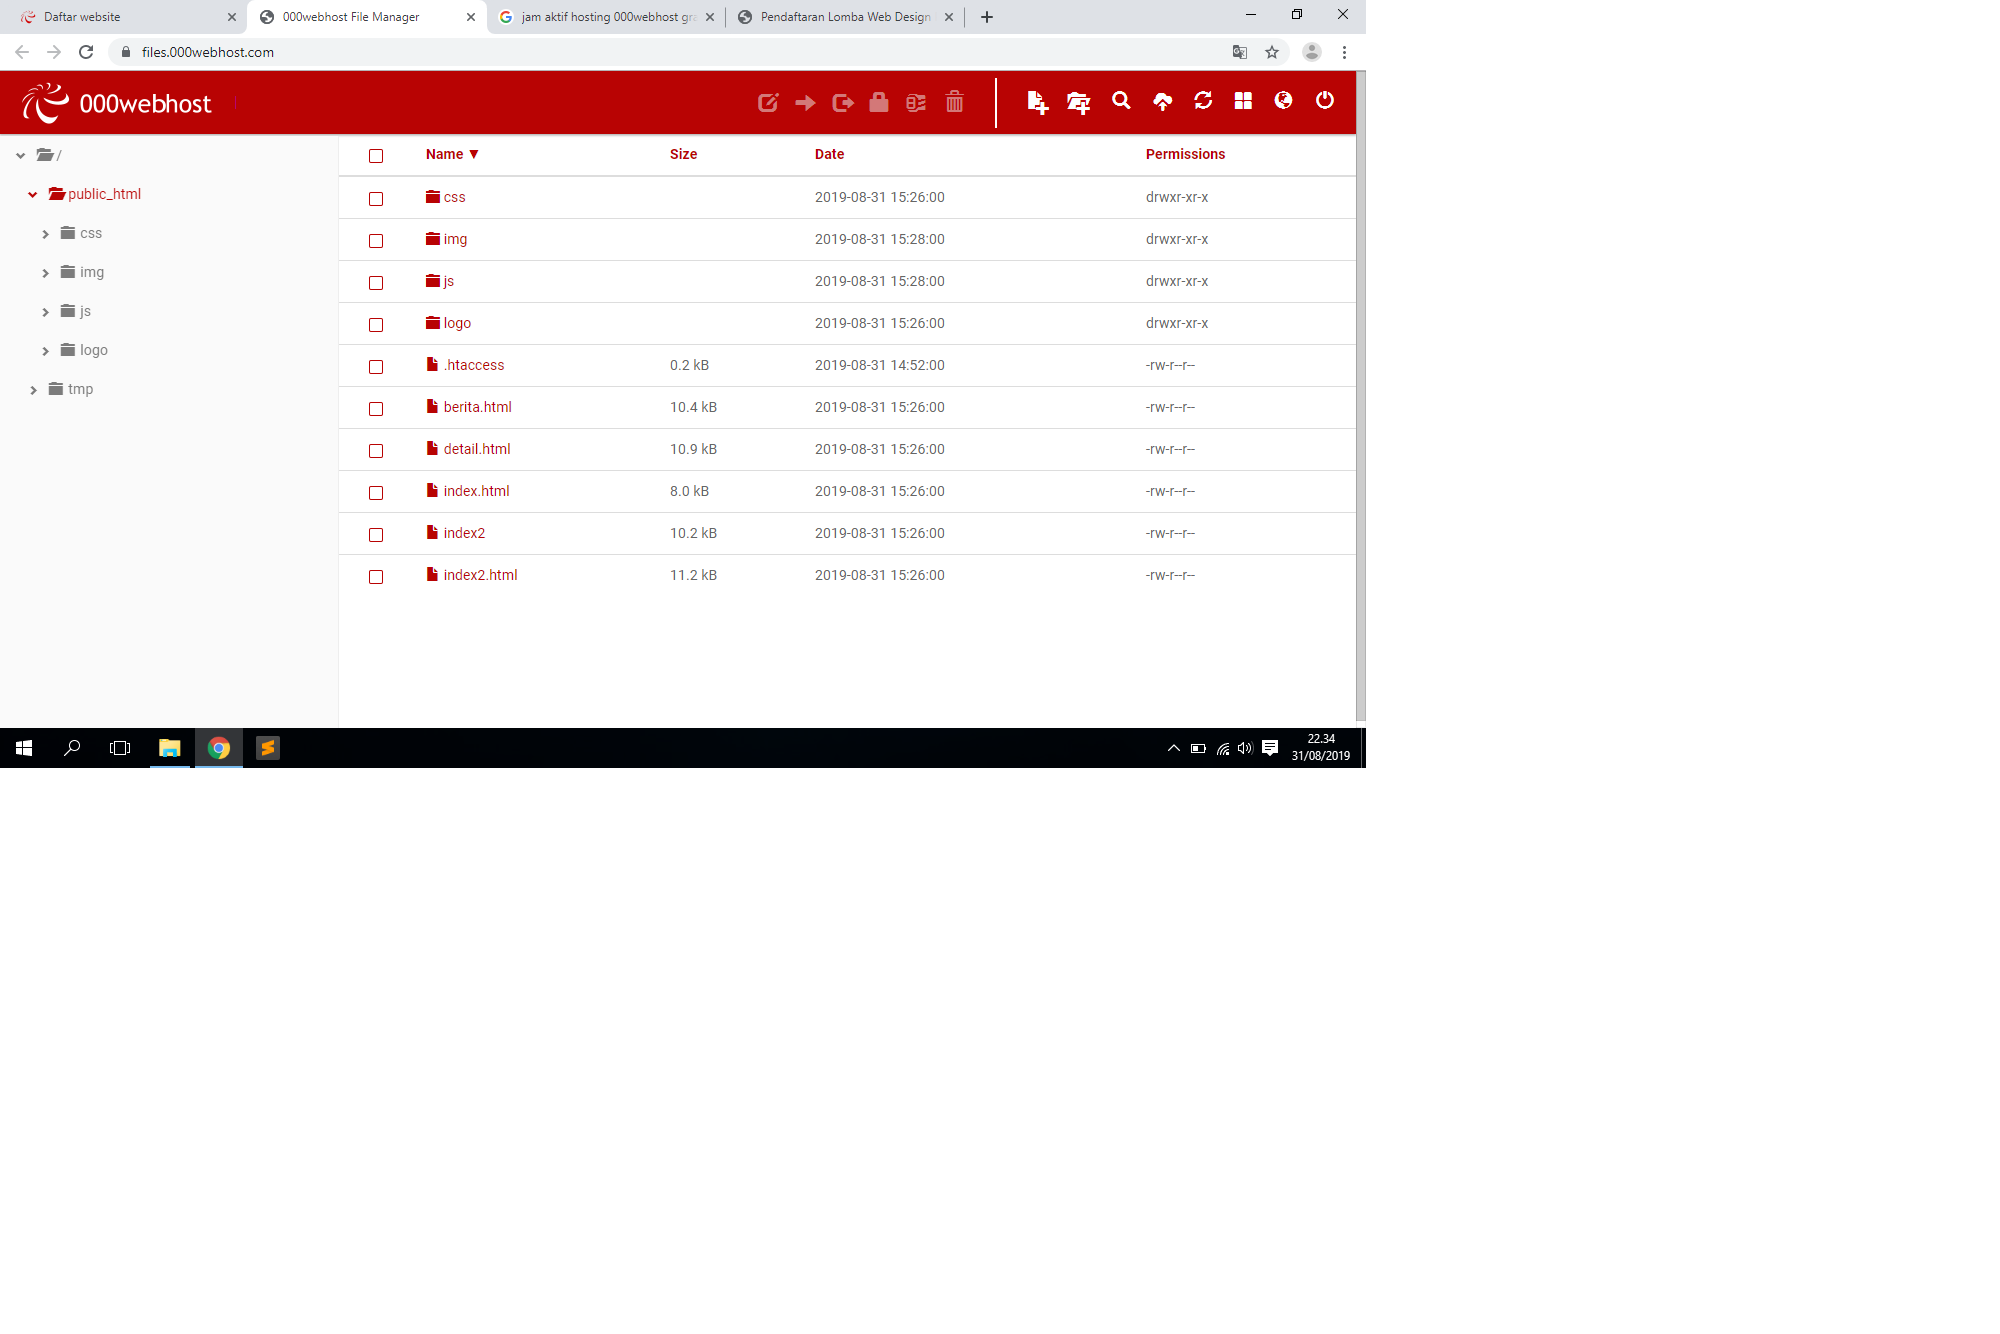 Daftar website
000webhost File Manager
jam aktif hosting 000webhost gra
Pendaftaran Lomba Web Design
files.000webhost.com
000webhost
/
public_html
css
img
js
logo
tmp
Name ▼ Size Date Permissions
css 2019-08-31 15:26:00 drwxr-xr-x
img 2019-08-31 15:28:00 drwxr-xr-x
js 2019-08-31 15:28:00 drwxr-xr-x
logo 2019-08-31 15:26:00 drwxr-xr-x
.htaccess 0.2 kB 2019-08-31 14:52:00 -rw-r--r--
berita.html 10.4 kB 2019-08-31 15:26:00 -rw-r--r--
detail.html 10.9 kB 2019-08-31 15:26:00 -rw-r--r--
index.html 8.0 kB 2019-08-31 15:26:00 -rw-r--r--
index2 10.2 kB 2019-08-31 15:26:00 -rw-r--r--
index2.html 11.2 kB 2019-08-31 15:26:00 -rw-r--r--
22.34
31/08/2019